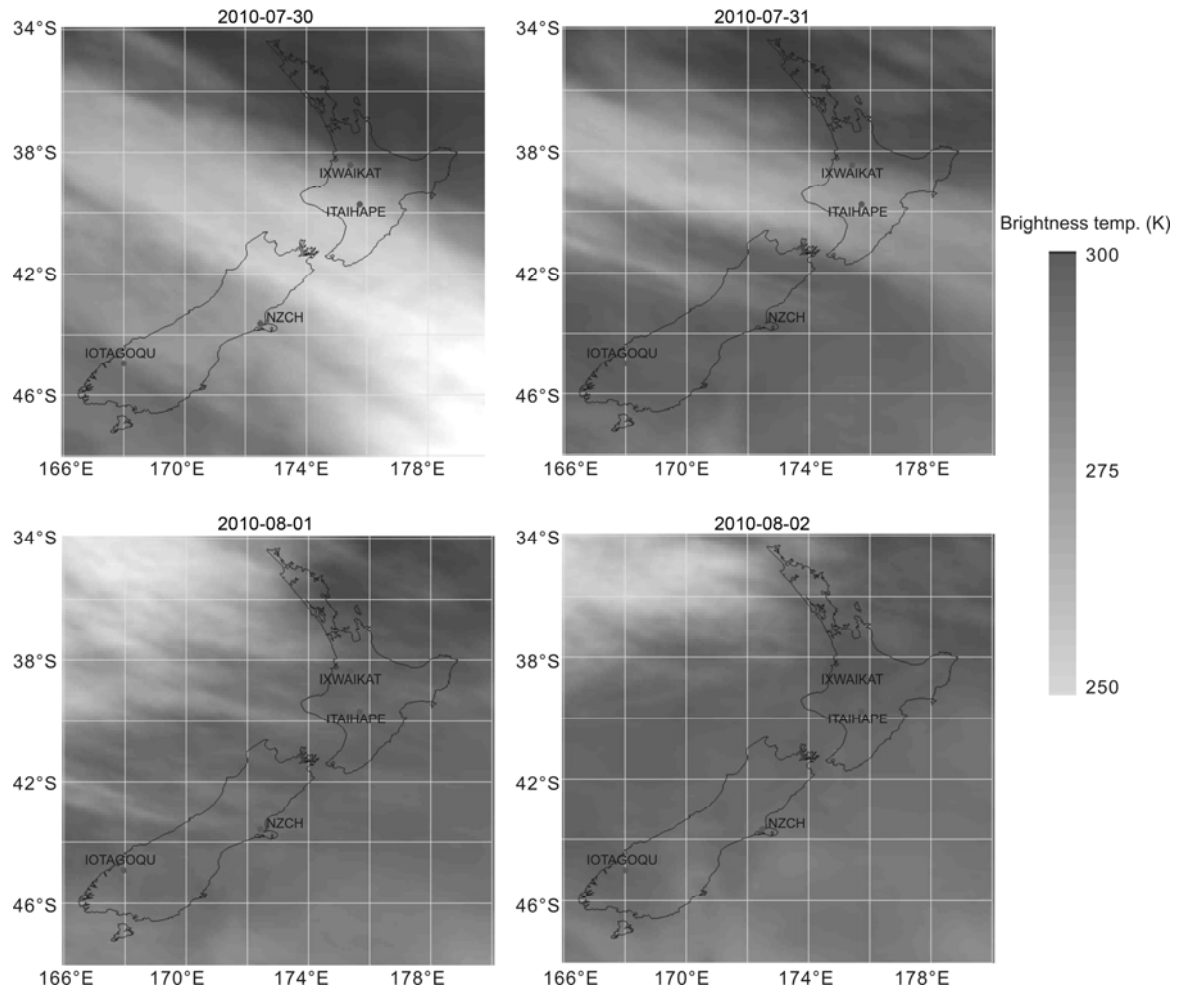 2010-07-30
34°S
38°S
42°S
46°S
IXWAIKAT
ITAIHAPE
NZCH
IOTAGOQU
166°E 170°E 174°E 178°E
2010-07-31
34°S
38°S
42°S
46°S
IXWAIKAT
ITAIHAPE
NZCH
IOTAGOQU
166°E 170°E 174°E 178°E
Brightness temp. (K)
300
275
250
2010-08-01
34°S
38°S
42°S
46°S
IXWAIKAT
ITAIHAPE
NZCH
IOTAGOQU
166°E 170°E 174°E 178°E
2010-08-02
34°S
38°S
42°S
46°S
IXWAIKAT
ITAIHAPE
NZCH
IOTAGOQU
166°E 170°E 174°E 178°E